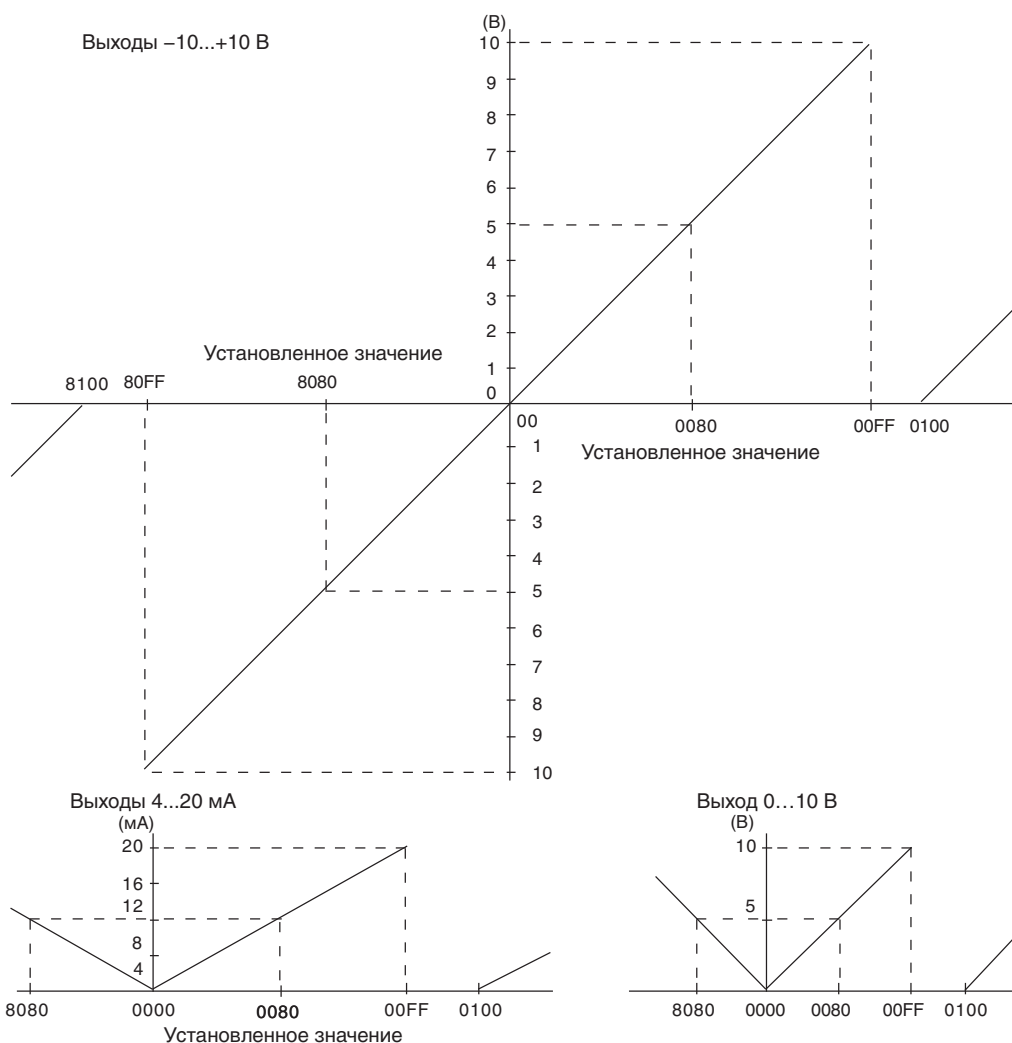 Выходы –10...+10 В
(В)
10
9
8
7
6
5
4
3
2
1
0
Установленное значение
8100 80FF 8080
00
0080 00FF 0100
Установленное значение
1
2
3
4
5
6
7
8
9
10
Выходы 4...20 мА
(мА)
20
16
12
8
4
8080 0000 0080 00FF 0100
Установленное значение
Выход 0...10 В
(В)
10
5
8080 0000 0080 00FF 0100